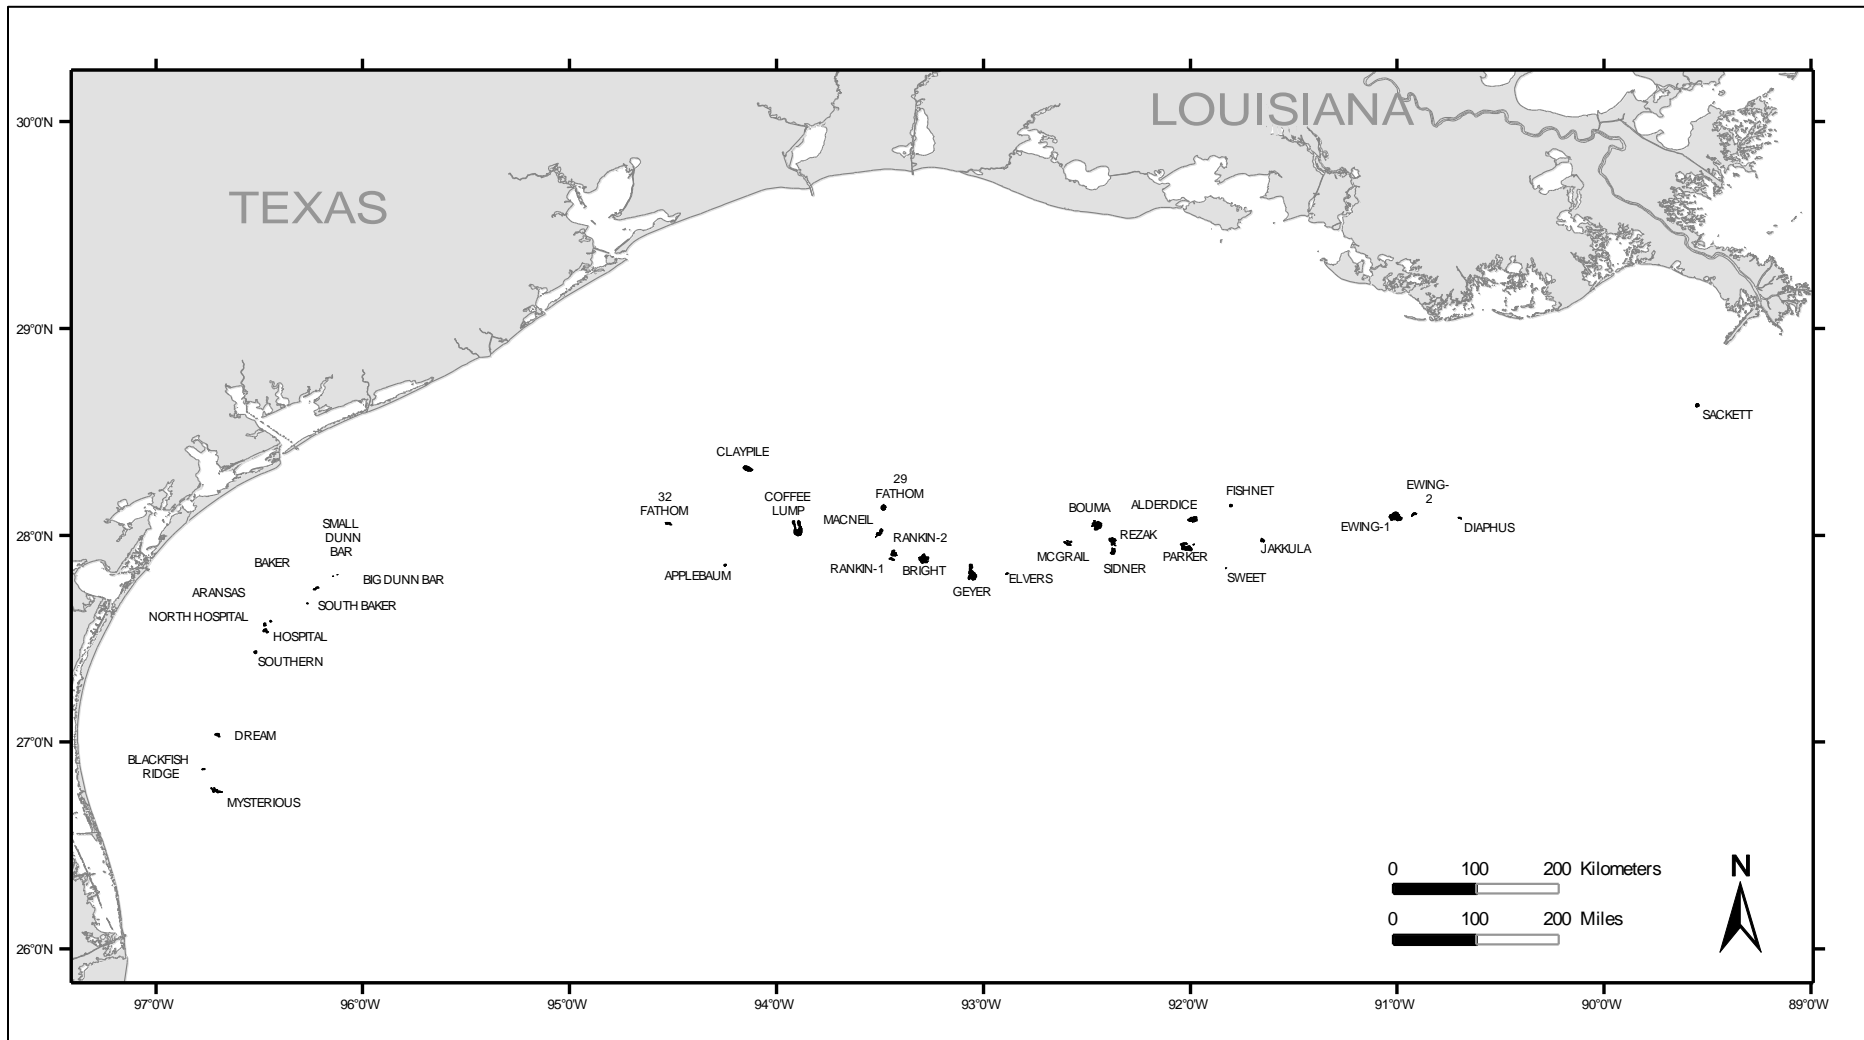 LOUISIANA
TEXAS
30°0'N
29°0'N
28°0'N
27°0'N
26°0'N
SACKETT
CLAYPILE
29
FATHOM
32
FATHOM
COFFEE
LUMP
MACNEIL
RANKIN-2
RANKIN-1
BRIGHT
APPLEBAUM
GEYER
ELVERS
BOUMA
ALDERDICE
FISHNET
EWING-
2
EWING-1
DIAPHUS
REZAK
MCGRAIL
SIDNER
PARKER
JAKKULA
SWEET
SMALL
DUNN
BAR
BAKER
BIG DUNN BAR
ARANSAS
SOUTH BAKER
NORTH HOSPITAL
HOSPITAL
SOUTHERN
DREAM
BLACKFISH
RIDGE
MYSTERIOUS
0 100 200 Kilometers
0 100 200 Miles
N
97°0'W 96°0'W 95°0'W 94°0'W 93°0'W 92°0'W 91°0'W 90°0'W 89°0'W